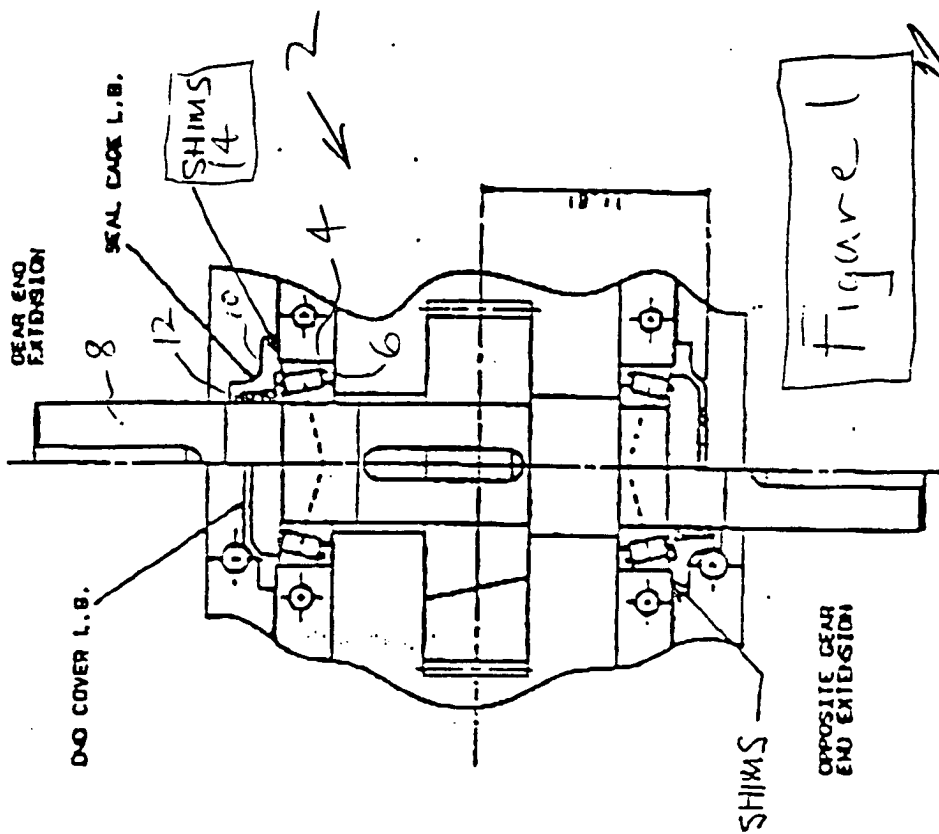 GEAR END
EXTENSION
SEAL CAGE L.B.
SHIMS
14
2
8
12
10
4
6
END COVER L.B.
Figure 1
SHIMS
OPPOSITE GEAR
END EXTENSION